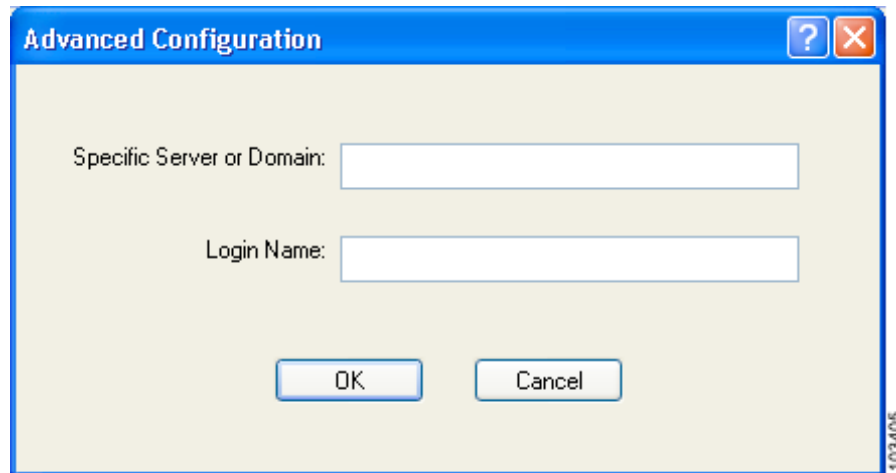 Advanced Configuration
Specific Server or Domain:
Login Name:
OK
Cancel